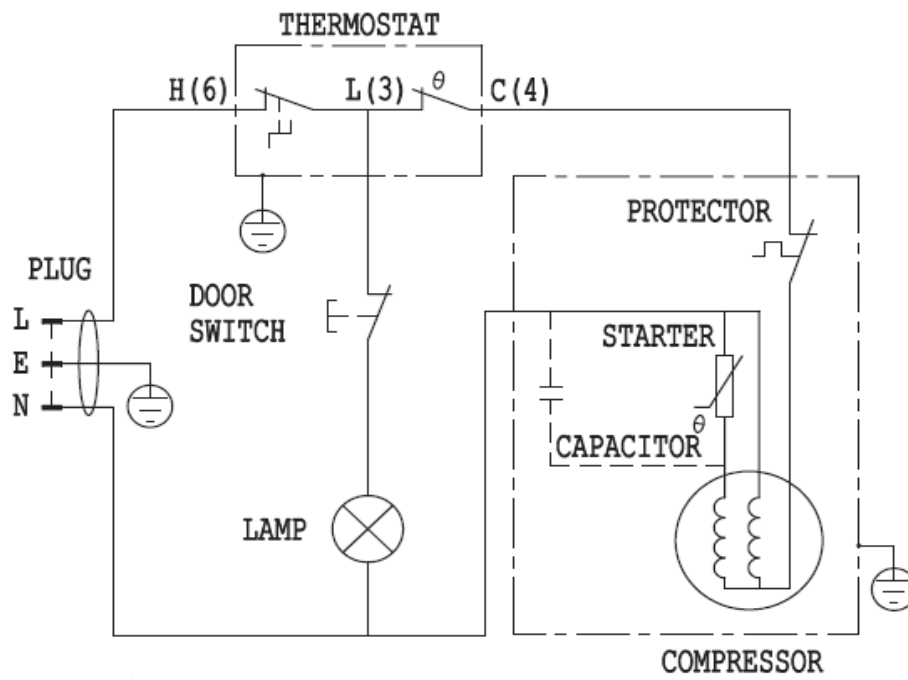 THERMOSTAT
H(6)
L(3)
θ
C(4)
PROTECTOR
PLUG
DOOR
SWITCH
L
E
N
STARTER
θ
CAPACITOR
LAMP
COMPRESSOR